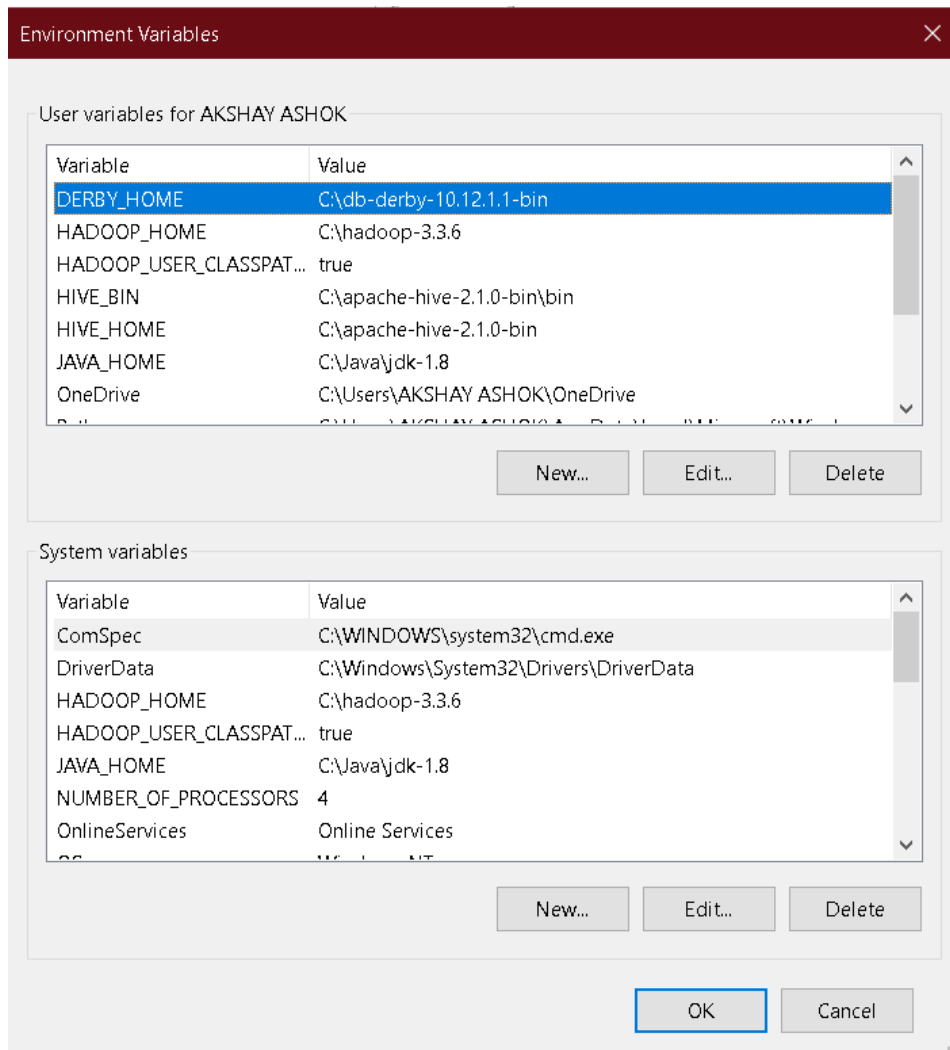 Environment Variables
User variables for AKSHAY ASHOK
Variable Value
DERBY_HOME C:\db-derby-10.12.1.1-bin
HADOOP_HOME C:\hadoop-3.3.6
HADOOP_USER_CLASSPAT... true
HIVE_BIN C:\apache-hive-2.1.0-bin\bin
HIVE_HOME C:\apache-hive-2.1.0-bin
JAVA_HOME C:\Java\jdk-1.8
OneDrive C:\Users\AKSHAY ASHOK\OneDrive
New... Edit... Delete
System variables
Variable Value
ComSpec C:\WINDOWS\system32\cmd.exe
DriverData C:\Windows\System32\Drivers\DriverData
HADOOP_HOME C:\hadoop-3.3.6
HADOOP_USER_CLASSPAT... true
JAVA_HOME C:\Java\jdk-1.8
NUMBER_OF_PROCESSORS 4
OnlineServices Online Services
New... Edit... Delete
OK Cancel